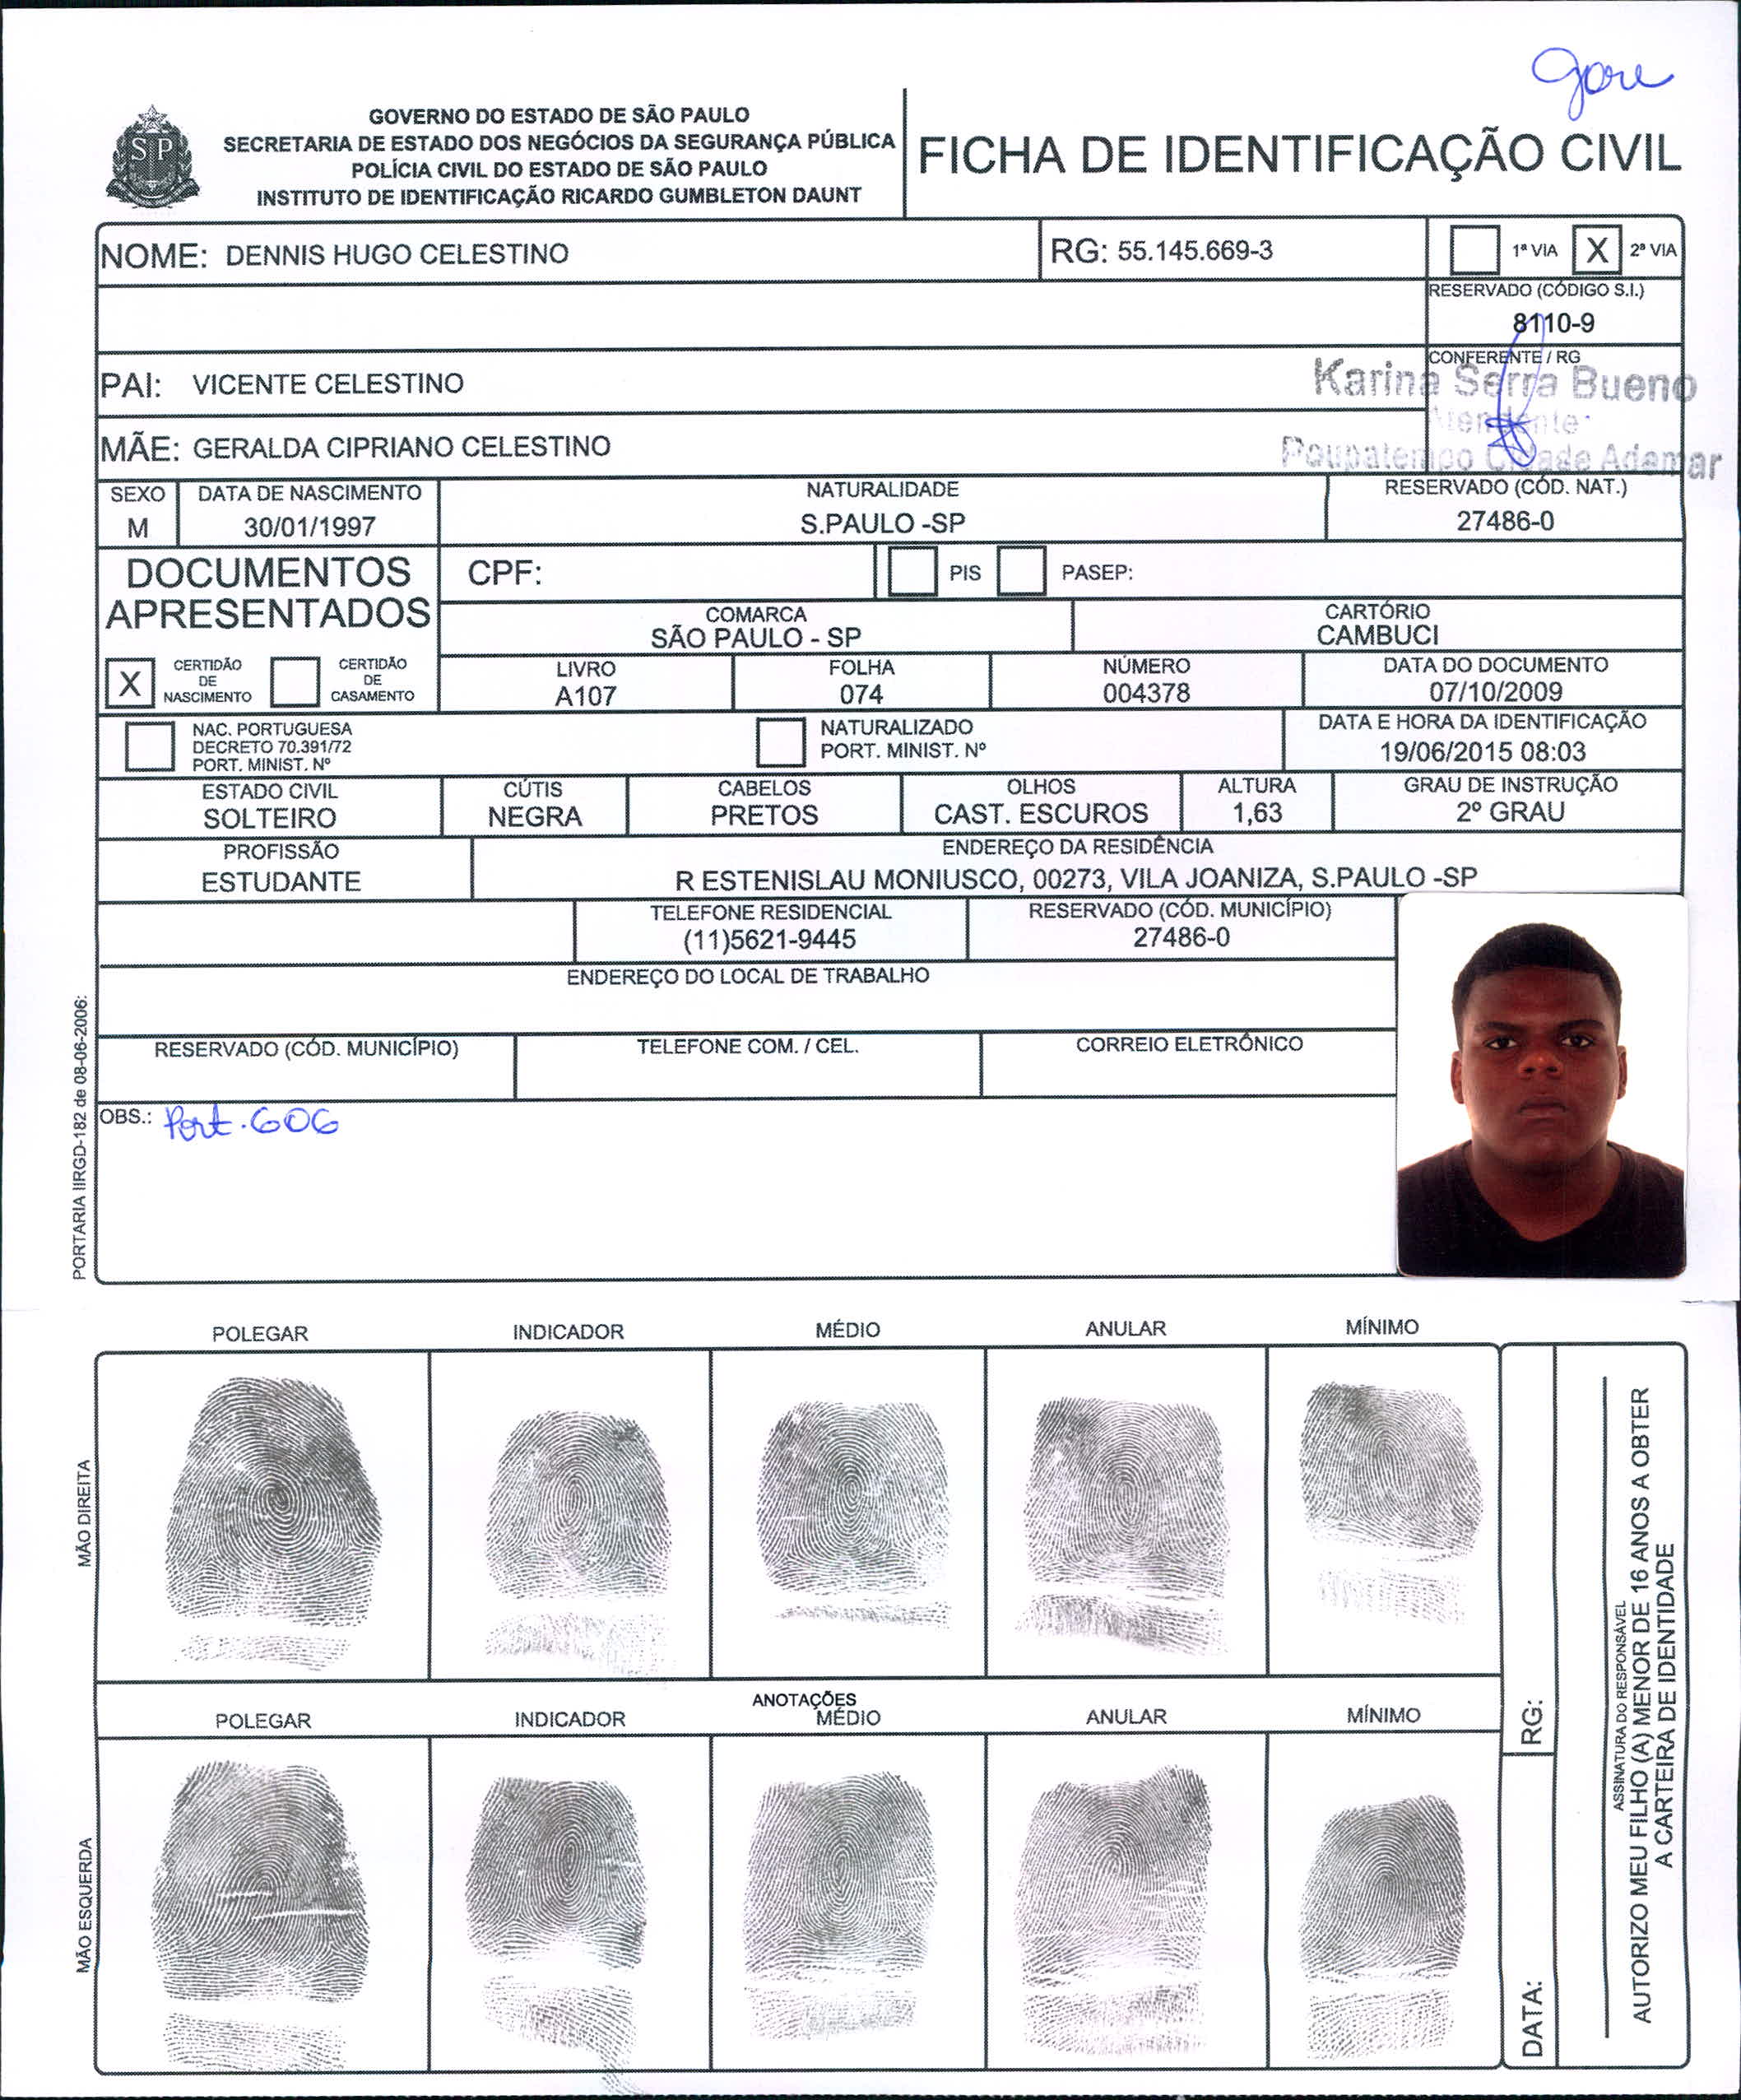 gore
GOVERNO DO ESTADO DE SÃO PAULO
SECRETARIA DE ESTADO DOS NEGÓCIOS DA SEGURANÇA PÚBLICA
POLÍCIA CIVIL DO ESTADO DE SÃO PAULO
INSTITUTO DE IDENTIFICAÇÃO RICARDO GUMBLETON DAUNT
SP
FICHA DE IDENTIFICAÇÃO CIVIL
NOME: DENNIS HUGO CELESTINO
RG: 55.145.669-3
1ª VIA X 2ª VIA
RESERVADO (CÓDIGO S.I.)
8110-9
CONFERENTE / RG
Karina Serra Bueno
Atendente
Poupatempo Cidade Ademar
PAI: VICENTE CELESTINO
MÃE: GERALDA CIPRIANO CELESTINO
SEXO
M
DATA DE NASCIMENTO
30/01/1997
NATURALIDADE
S.PAULO -SP
RESERVADO (CÓD. NAT.)
27486-0
DOCUMENTOS
APRESENTADOS
CPF:
PIS
PASEP:
COMARCA
SÃO PAULO - SP
CARTÓRIO
CAMBUCI
X CERTIDÃO
DE
NASCIMENTO
CERTIDÃO
DE
CASAMENTO
LIVRO
A107
FOLHA
074
NÚMERO
004378
DATA DO DOCUMENTO
07/10/2009
NAC. PORTUGUESA
DECRETO 70.391/72
PORT. MINIST. Nº
NATURALIZADO
PORT. MINIST. Nº
DATA E HORA DA IDENTIFICAÇÃO
19/06/2015 08:03
ESTADO CIVIL
SOLTEIRO
CÚTIS
NEGRA
CABELOS
PRETOS
OLHOS
CAST. ESCUROS
ALTURA
1,63
GRAU DE INSTRUÇÃO
2º GRAU
PROFISSÃO
ESTUDANTE
ENDEREÇO DA RESIDÊNCIA
R ESTENISLAU MONIUSCO, 00273, VILA JOANIZA, S.PAULO -SP
TELEFONE RESIDENCIAL
(11)5621-9445
RESERVADO (CÓD. MUNICÍPIO)
27486-0
ENDEREÇO DO LOCAL DE TRABALHO
RESERVADO (CÓD. MUNICÍPIO)
TELEFONE COM. / CEL.
CORREIO ELETRÔNICO
OBS.: Port. GOG
PORTARIA IIRGD-182 de 08-06-2006:
POLEGAR
INDICADOR
MÉDIO
ANULAR
MÍNIMO
MÃO DIREITA
ANOTAÇÕES
POLEGAR
INDICADOR
MÉDIO
ANULAR
MÍNIMO
MÃO ESQUERDA
RG:
DATA:
ASSINATURA DO RESPONSÁVEL
AUTORIZO MEU FILHO (A) MENOR DE 16 ANOS A OBTER
A CARTEIRA DE IDENTIDADE